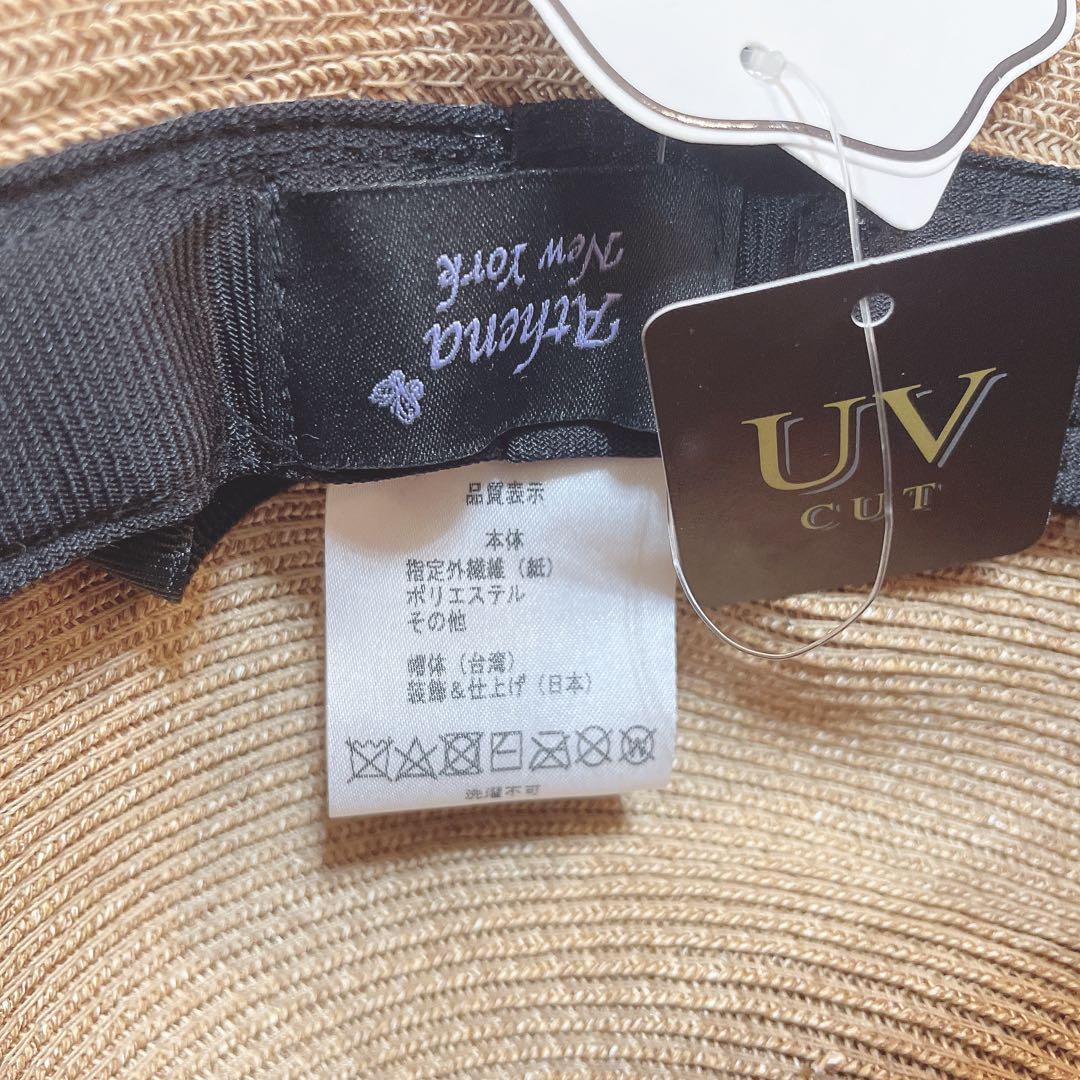 Athena
New York
UV
CUT
品質表示
本体
指定外繊維（紙）
ポリエステル
その他
帽体（台湾）
装飾＆仕上げ（日本）
洗濯不可